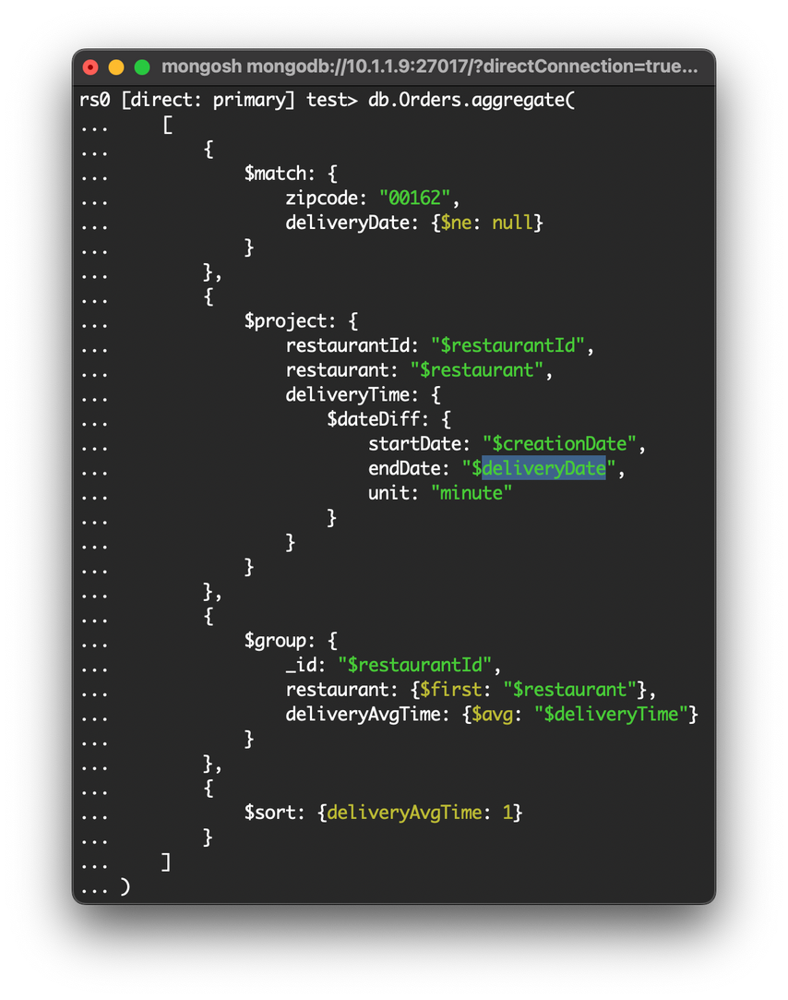 mongosh mongodb://10.1.1.9:27017/?directConnection=true...
rs0 [direct: primary] test> db.Orders.aggregate(
...     [
...         {
...             $match: {
...                 zipcode: "00162",
...                 deliveryDate: {$ne: null}
...             }
...         },
...         {
...             $project: {
...                 restaurantId: "$restaurantId",
...                 restaurant: "$restaurant",
...                 deliveryTime: {
...                     $dateDiff: {
...                         startDate: "$creationDate",
...                         endDate: "$deliveryDate",
...                         unit: "minute"
...                     }
...                 }
...             }
...         },
...         {
...             $group: {
...                 _id: "$restaurantId",
...                 restaurant: {$first: "$restaurant"},
...                 deliveryAvgTime: {$avg: "$deliveryTime"}
...             }
...         },
...         {
...             $sort: {deliveryAvgTime: 1}
...         }
...     ]
... )